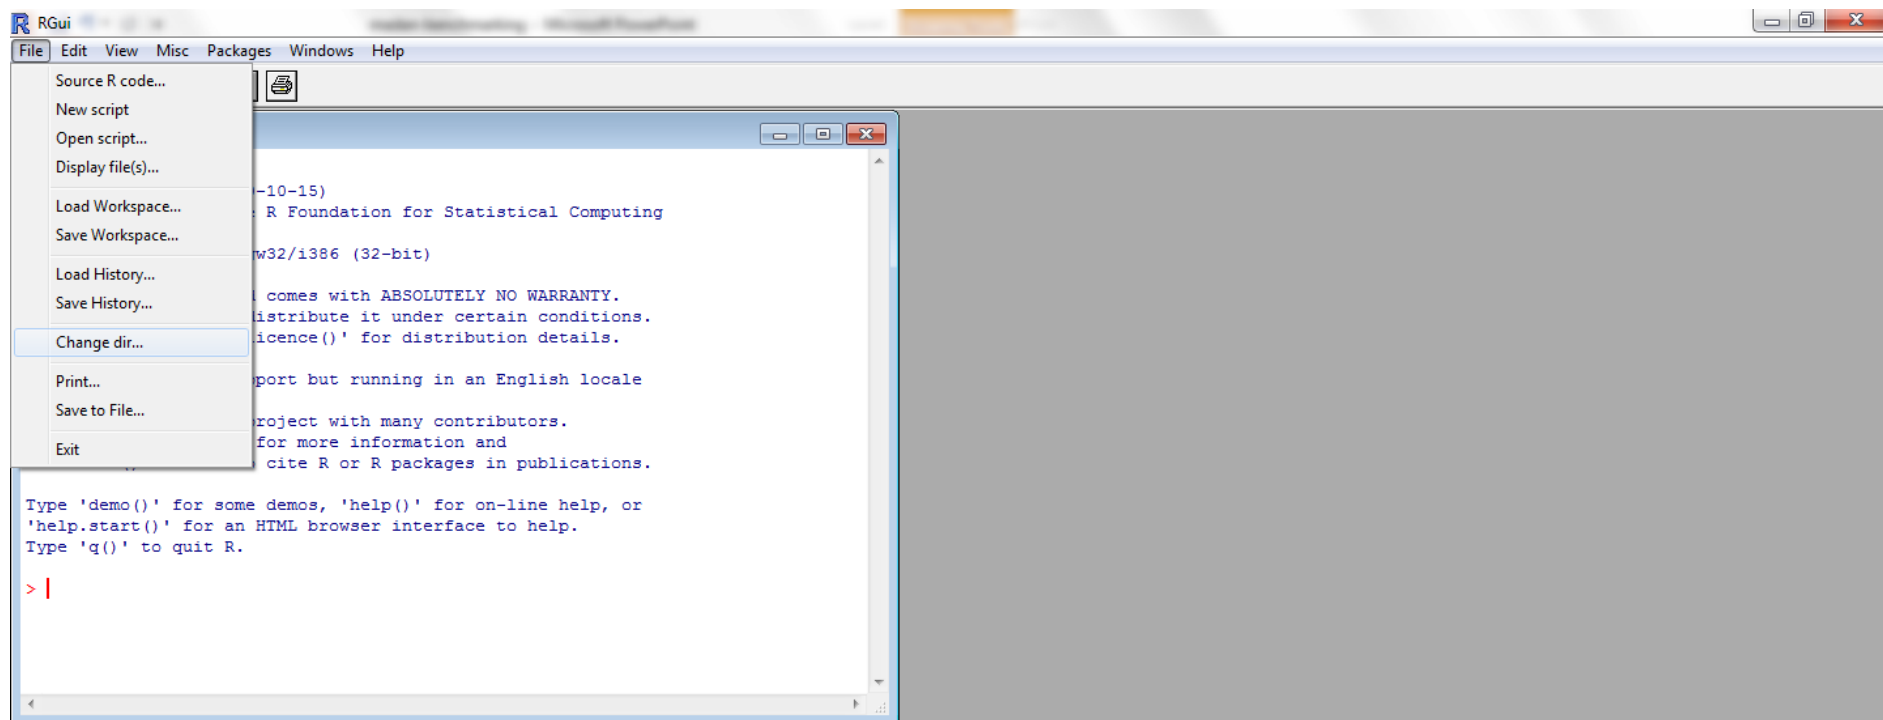 RGui
File Edit View Misc Packages Windows Help
Source R code...
New script
Open script...
Display file(s)...
Load Workspace...
Save Workspace...
Load History...
Save History...
Change dir...
Print...
Save to File...
Exit
-10-15)
R Foundation for Statistical Computing
w32/i386 (32-bit)
comes with ABSOLUTELY NO WARRANTY.
distribute it under certain conditions.
icence()' for distribution details.
port but running in an English locale
project with many contributors.
for more information and
cite R or R packages in publications.
Type 'demo()' for some demos, 'help()' for on-line help, or
'help.start()' for an HTML browser interface to help.
Type 'q()' to quit R.
>